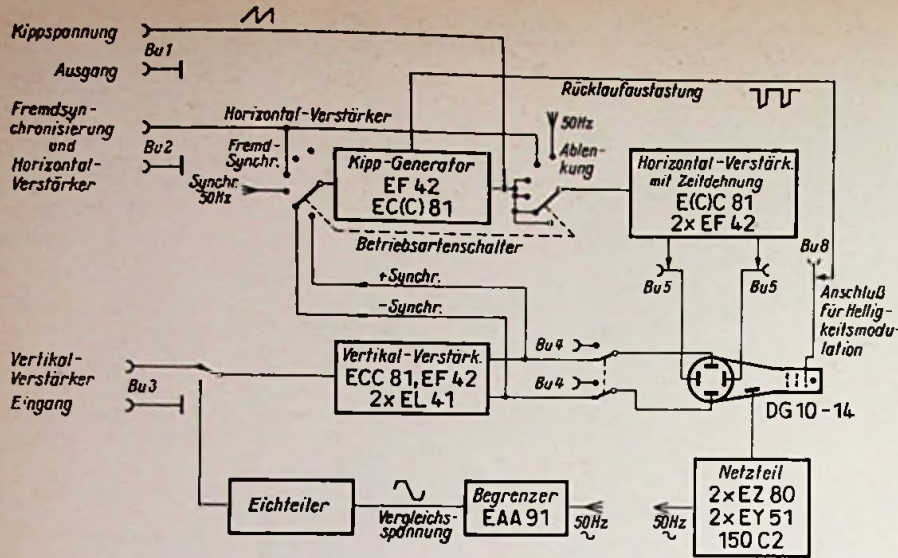 Kippspannung
Bu1
Ausgang
Fremdsyn-
chronisierung
und
Horizontal-
Verstärker
Bu2
Horizontal-Verstärker
Fremd-
Synchr.
Synchr.
50Hz
Kipp-Generator
EF 42
EC(C) 81
Betriebsartenschalter
Rücklaufaustastung
50Hz
Ablen-
kung
Horizontal-Verstärk.
mit Zeitdehnung
E(C)C 81
2x EF 42
Bu5
Bu5
Bu8
Anschluß
für Hellig-
keitsmodu-
lation
+Synchr.
-Synchr.
Vertikal-
Verstärker
Bu3
Eingang
Vertikal-Verstärk.
ECC 81, EF 42
2x EL 41
Bu4
Bu4
DG 10-14
Eichteiler
Vergleichs-
spannung
Begrenzer
EAA 91
50Hz
~
50Hz
~
Netzteil
2x EZ 80
2x EY 51
150 C2